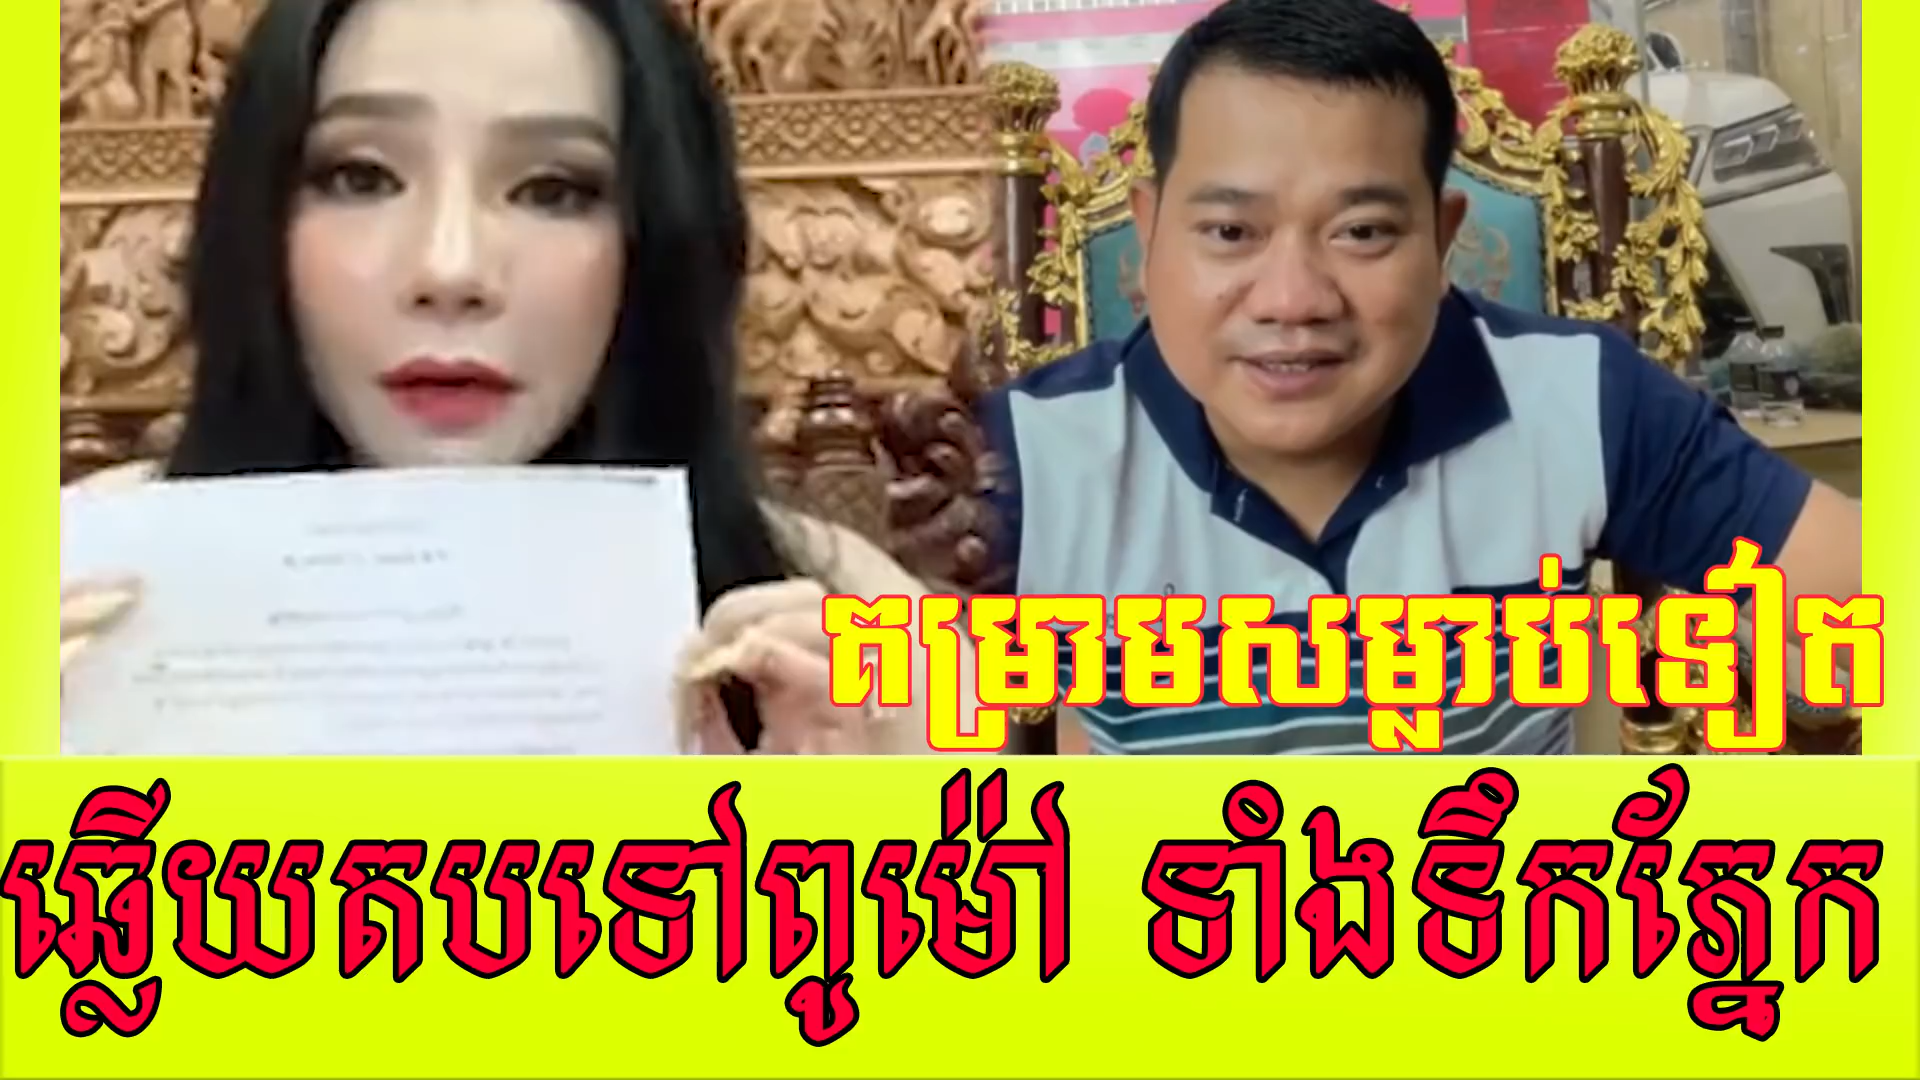 គម្រាមសម្លាប់ទៀត
ឆ្លើយតបទៅពូម៉ៅ ទាំងទឹកភ្នែក